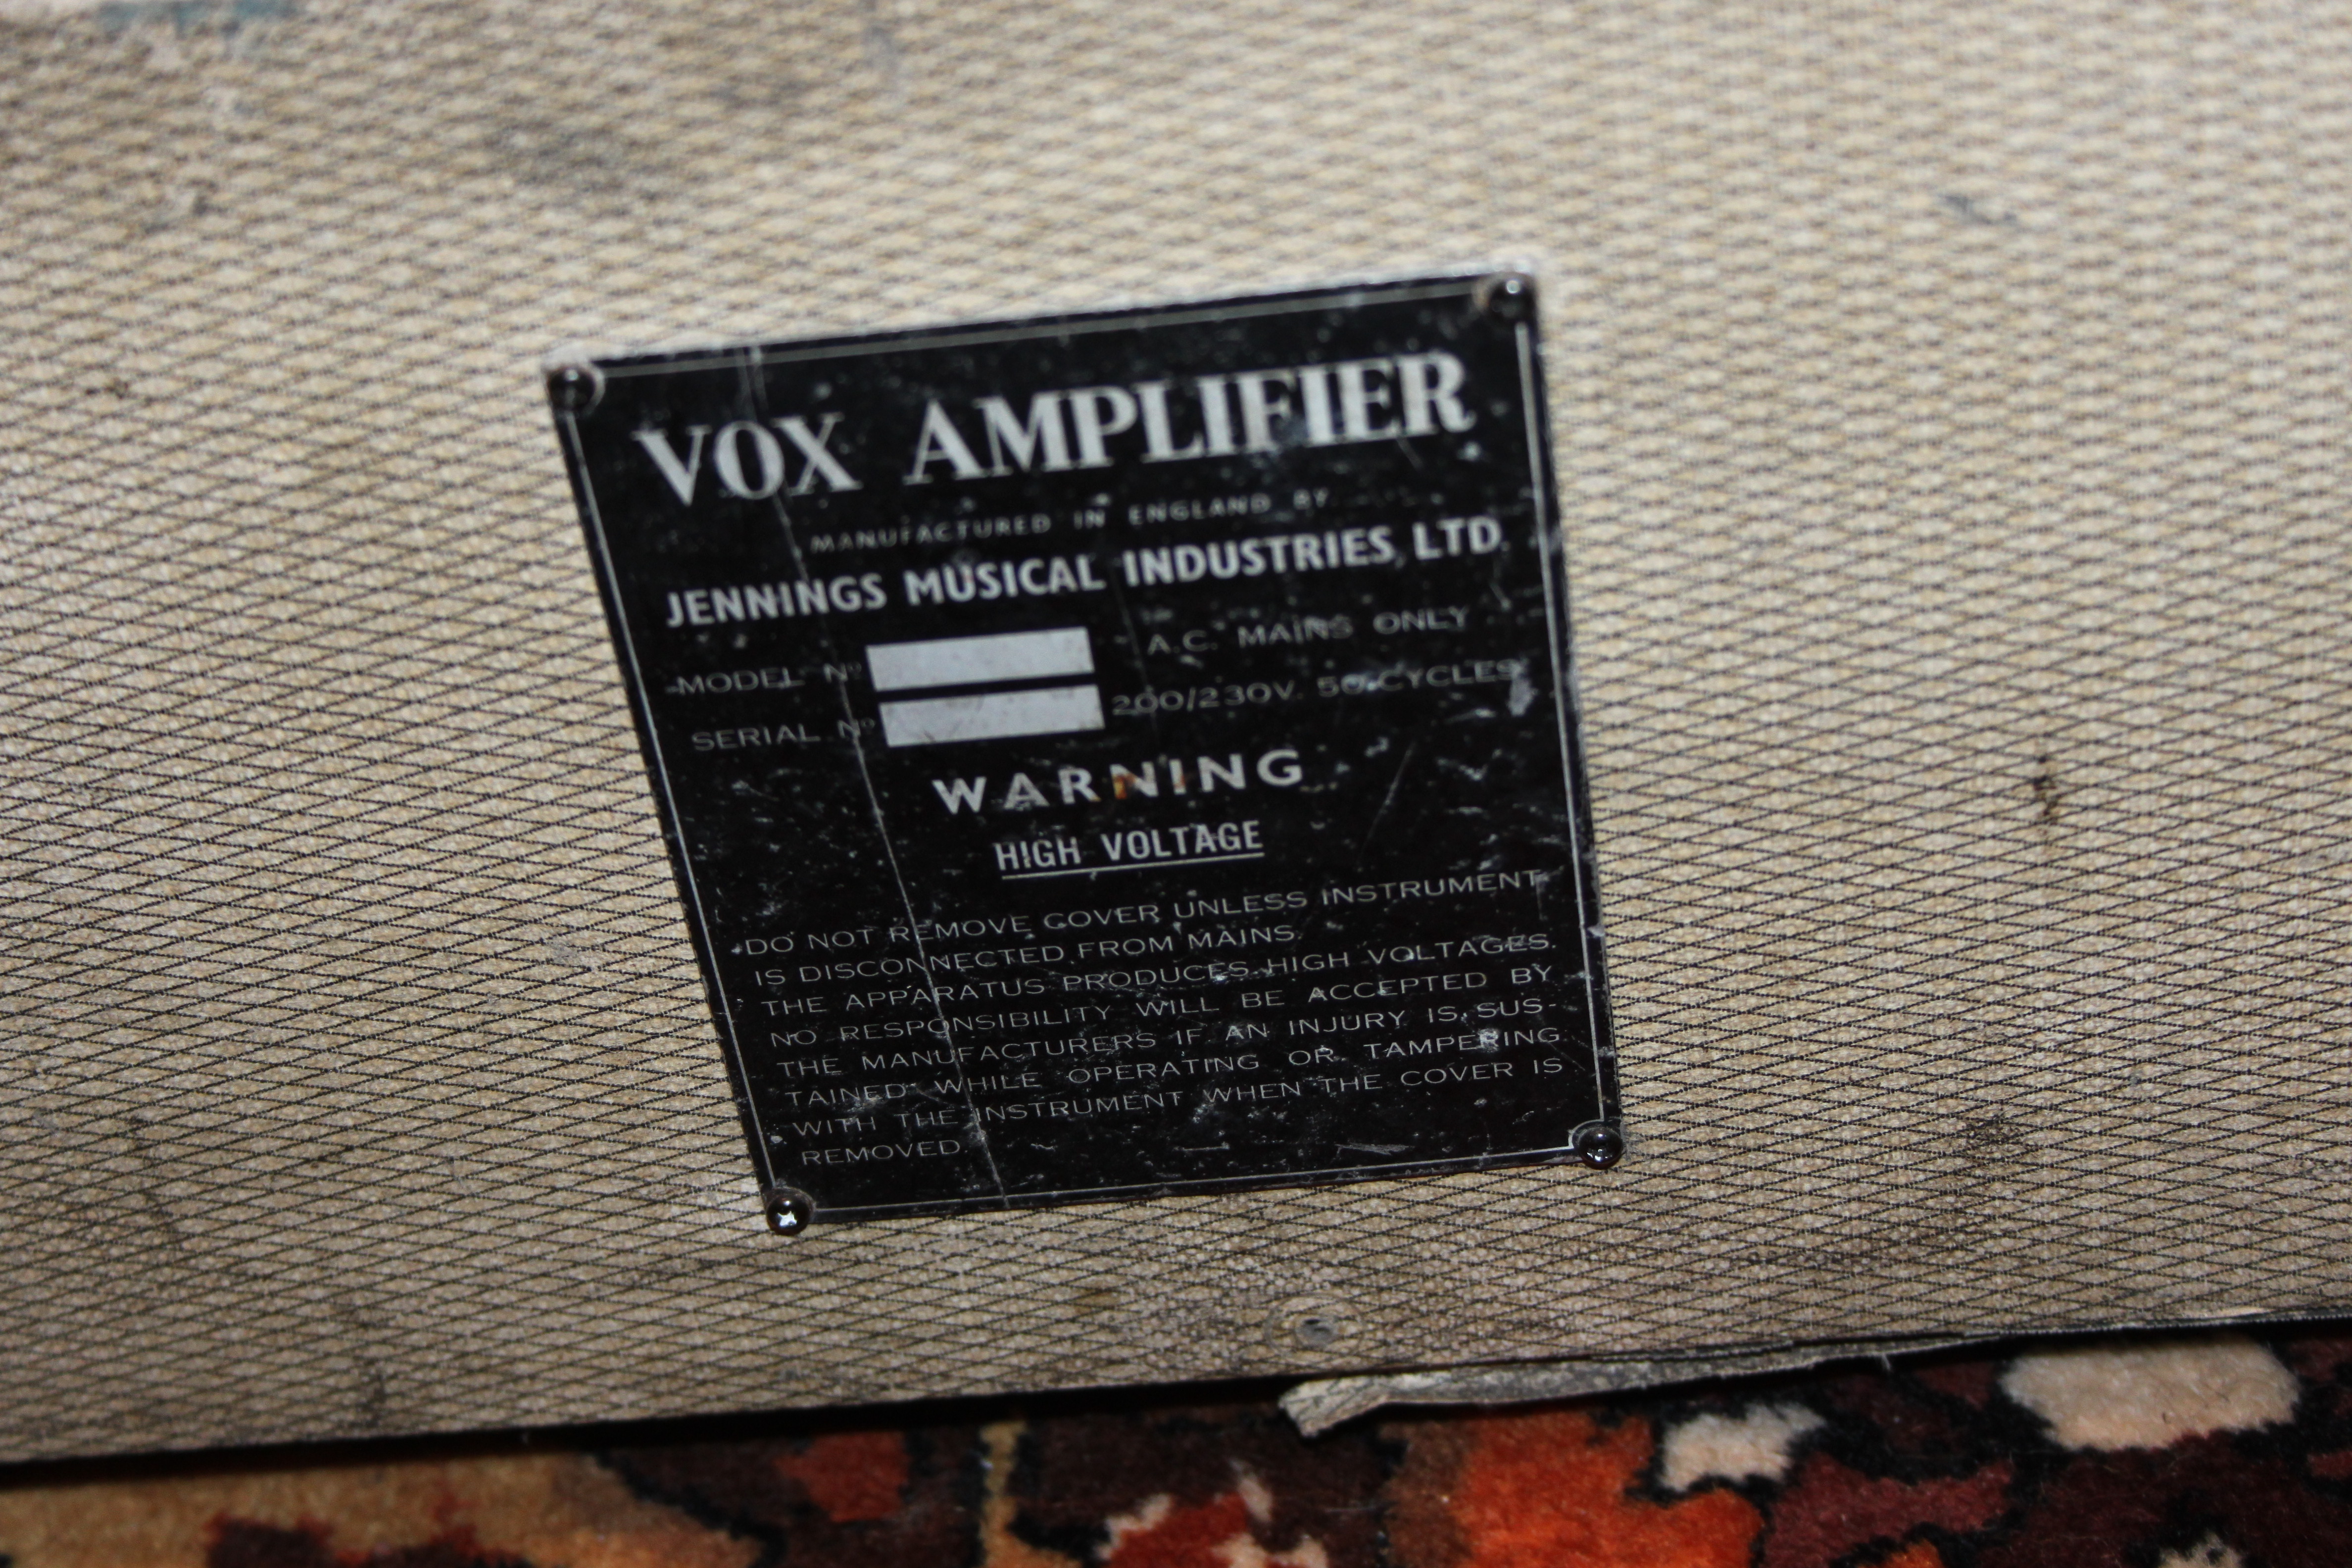 VOX AMPLIFIER
MANUFACTURED IN ENGLAND BY
JENNINGS MUSICAL INDUSTRIES LTD
MODEL Nº A.C. MAINS ONLY
SERIAL Nº 200/230V. 50 CYCLES
WARNING
HIGH VOLTAGE
DO NOT REMOVE COVER UNLESS INSTRUMENT
IS DISCONNECTED FROM MAINS.
THE APPARATUS PRODUCES HIGH VOLTAGES.
NO RESPONSIBILITY WILL BE ACCEPTED BY
THE MANUFACTURERS IF AN INJURY IS SUS-
TAINED WHILE OPERATING OR TAMPERING
WITH THE INSTRUMENT WHEN THE COVER IS
REMOVED.